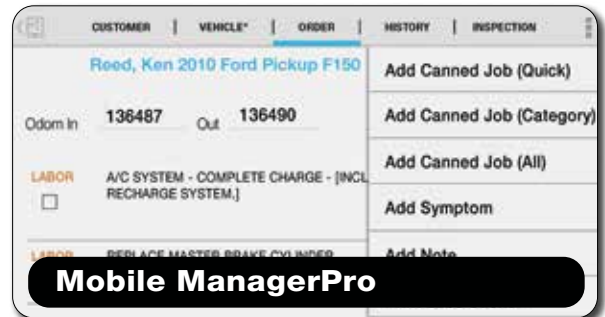 CUSTOMER | VEHICLE* | ORDER | HISTORY | INSPECTION
Reed, Ken 2010 Ford Pickup F150
Odom In 136487 Out 136490
LABOR A/C SYSTEM - COMPLETE CHARGE - [INCL
RECHARGE SYSTEM.]
LABOR REPLACE MASTER BRAKE CYLINDER
Add Canned Job (Quick)
Add Canned Job (Category)
Add Canned Job (All)
Add Symptom
Add Note
Mobile ManagerPro